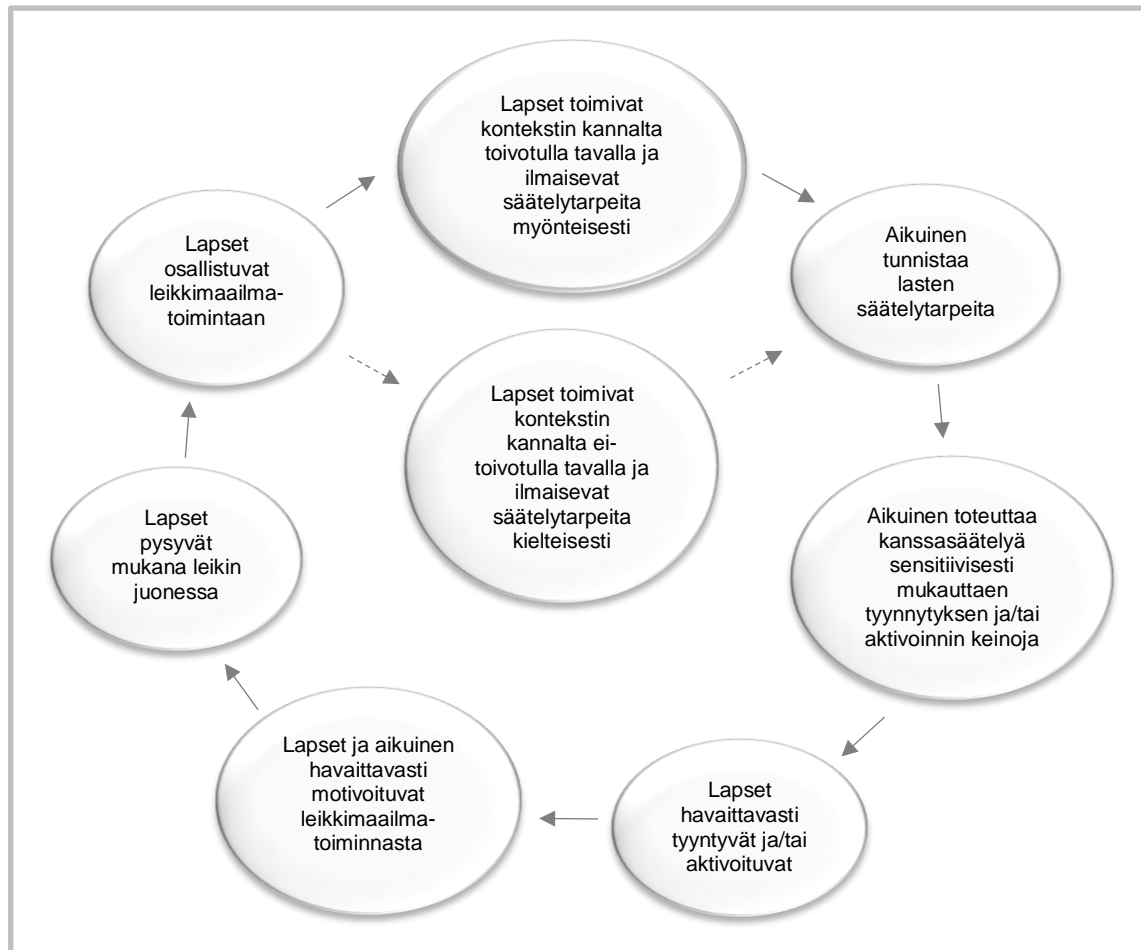 Lapset toimivat
kontekstin kannalta
toivotulla tavalla ja
ilmaisevat
säätelytarpeita
myönteisesti
Lapset
osallistuvat
leikkimaailma-
toimintaan
Aikuinen
tunnistaa
lasten
säätelytarpeita
Lapset toimivat
kontekstin
kannalta ei-
toivotulla tavalla ja
ilmaisevat
säätelytarpeita
kielteisesti
Lapset
pysyvät
mukana leikin
juonessa
Aikuinen toteuttaa
kanssasäätelyä
sensitiivisesti
mukauttaen
tyynnytyksen ja/tai
aktivoinnin keinoja
Lapset ja aikuinen
havaittavasti
motivoituvat
leikkimaailma-
toiminnasta
Lapset
havaittavasti
tyyntyvät ja/tai
aktivoituvat